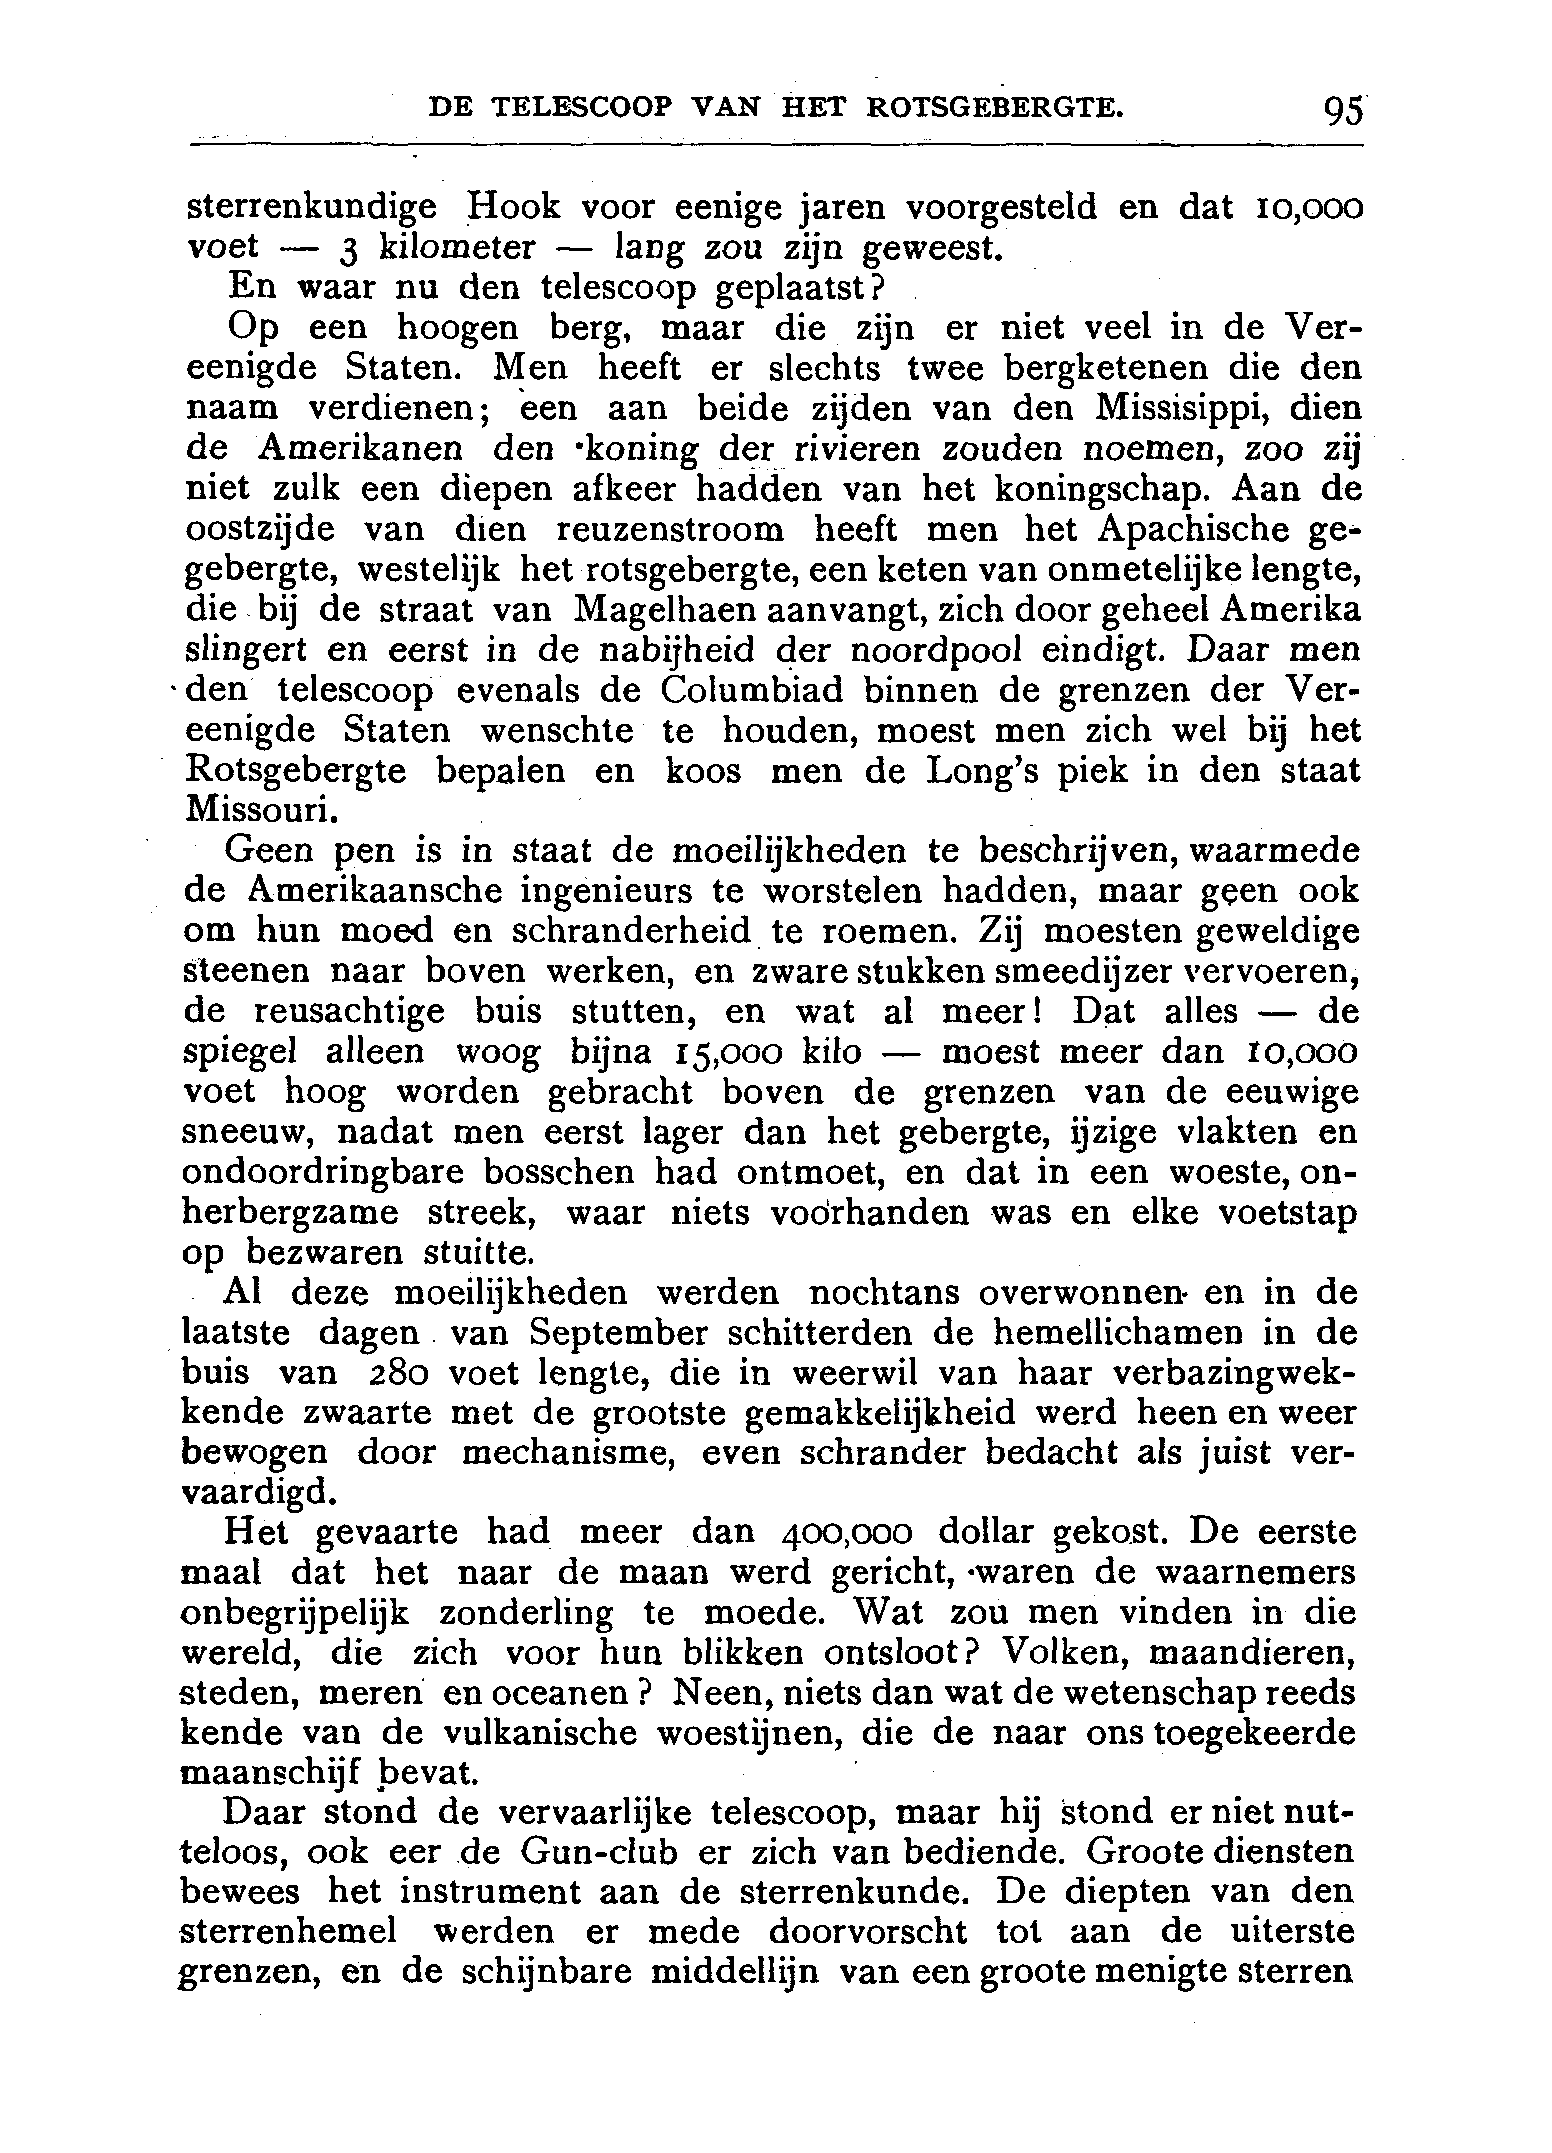 DE TELESCOOP VAN HET ROTSGEBERGTE. 95
sterrenkundige Hook voor eenige jaren voorgesteld en dat 10,000
voet — 3 kilometer — lang zou zijn geweest.
En waar nu den telescoop geplaatst?
Op een hoogen berg, maar die zijn er niet veel in de Ver-
eenigde Staten. Men heeft er slechts twee bergketenen die den
naam verdienen; een aan beide zijden van den Missisippi, dien
de Amerikanen den koning der rivieren zouden noemen, zoo zij
niet zulk een diepen afkeer hadden van het koningschap. Aan de
oostzijde van dien reuzenstroom heeft men het Apachische ge-
gebergte, westelijk het rotsgebergte, een keten van onmetelijke lengte,
die bij de straat van Magelhaen aanvangt, zich door geheel Amerika
slingert en eerst in de nabijheid der noordpool eindigt. Daar men
den telescoop evenals de Columbiad binnen de grenzen der Ver-
eenigde Staten wenschte te houden, moest men zich wel bij het
Rotsgebergte bepalen en koos men de Long's piek in den staat
Missouri.
Geen pen is in staat de moeilijkheden te beschrijven, waarmede
de Amerikaansche ingenieurs te worstelen hadden, maar geen ook
om hun moed en schranderheid te roemen. Zij moesten geweldige
steenen naar boven werken, en zware stukken smeedijzer vervoeren,
de reusachtige buis stutten, en wat al meer! Dat alles — de
spiegel alleen woog bijna 15,000 kilo — moest meer dan 10,000
voet hoog worden gebracht boven de grenzen van de eeuwige
sneeuw, nadat men eerst lager dan het gebergte, ijzige vlakten en
ondoordringbare bosschen had ontmoet, en dat in een woeste, on-
herbergzame streek, waar niets voorhanden was en elke voetstap
op bezwaren stuitte.
Al deze moeilijkheden werden nochtans overwonnen en in de
laatste dagen van September schitterden de hemellichamen in de
buis van 280 voet lengte, die in weerwil van haar verbazingwek-
kende zwaarte met de grootste gemakkelijkheid werd heen en weer
bewogen door mechanisme, even schrander bedacht als juist ver-
vaardigd.
Het gevaarte had meer dan 400,000 dollar gekost. De eerste
maal dat het naar de maan werd gericht, waren de waarnemers
onbegrijpelijk zonderling te moede. Wat zou men vinden in die
wereld, die zich voor hun blikken ontsloot? Volken, maandieren,
steden, meren en oceanen? Neen, niets dan wat de wetenschap reeds
kende van de vulkanische woestijnen, die de naar ons toegekeerde
maanschijf bevat.
Daar stond de vervaarlijke telescoop, maar hij stond er niet nut-
teloos, ook eer de Gun-club er zich van bediende. Groote diensten
bewees het instrument aan de sterrenkunde. De diepten van den
sterrenhemel werden er mede doorvorscht tot aan de uiterste
grenzen, en de schijnbare middellijn van een groote menigte sterren